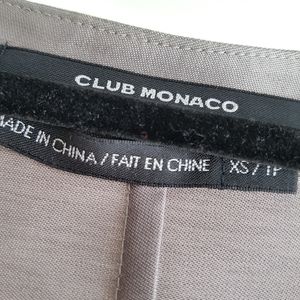 CLUB MONACO
MADE IN CHINA / FAIT EN CHINE XS / TP